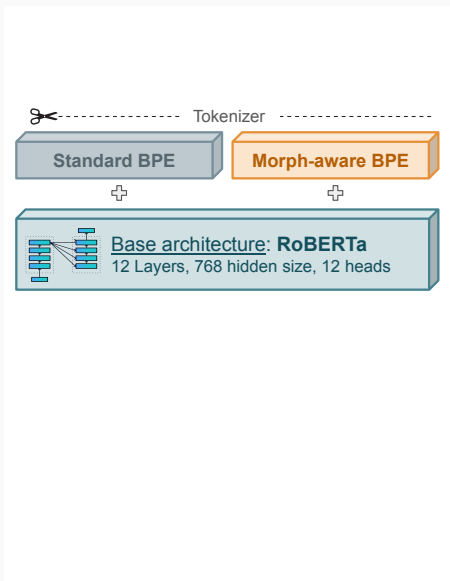 Tokenizer
Standard BPE
Morph-aware BPE
Base architecture: RoBERTa
12 Layers, 768 hidden size, 12 heads